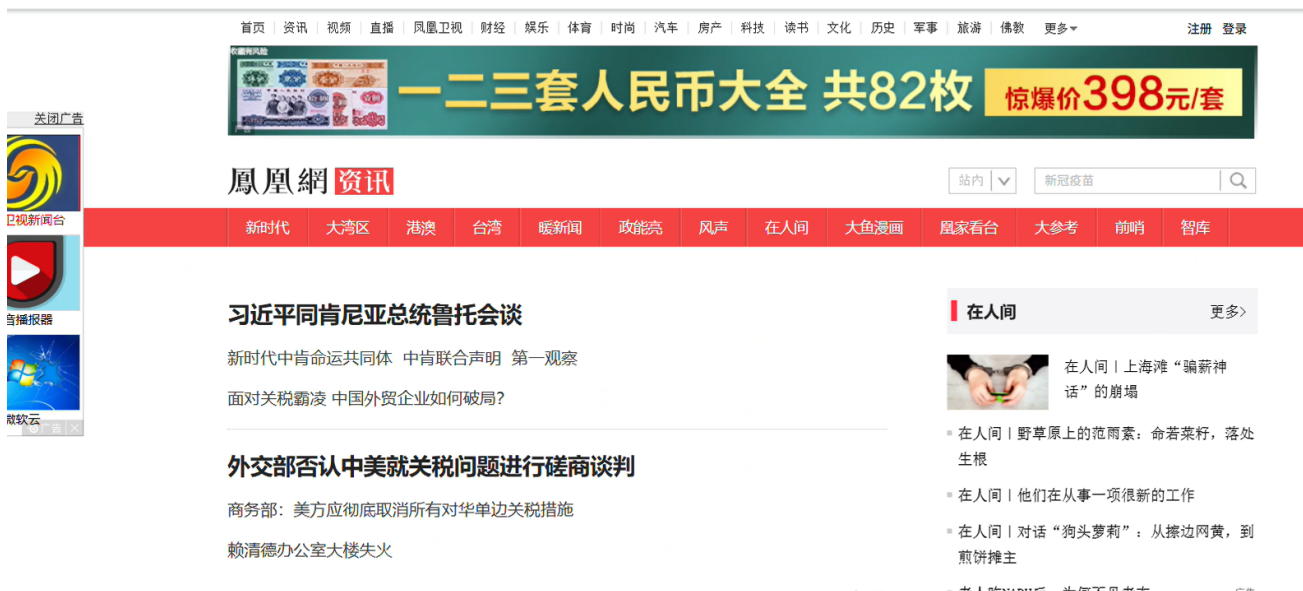 首页 资讯 视频 直播 凤凰卫视 财经 娱乐 体育 时尚 汽车 房产 科技 读书 文化 历史 军事 旅游 佛教 更多 注册 登录
收藏有风险
一二三套人民币大全 共82枚 惊爆价398元/套
广告
关闭广告
卫视新闻台
音播报器
微软云
广告
鳳凰網 资讯
站内 新冠疫苗
新时代 大湾区 港澳 台湾 暖新闻 政能亮 风声 在人间 大鱼漫画 凰家看台 大参考 前哨 智库
习近平同肯尼亚总统鲁托会谈
新时代中肯命运共同体 中肯联合声明 第一观察
面对关税霸凌 中国外贸企业如何破局?
外交部否认中美就关税问题进行磋商谈判
商务部：美方应彻底取消所有对华单边关税措施
赖清德办公室大楼失火
在人间 更多>
在人间丨上海滩“骗薪神
话”的崩塌
在人间丨野草原上的范雨素：命若菜籽，落处
生根
在人间丨他们在从事一项很新的工作
在人间丨对话“狗头萝莉”：从擦边网黄，到
煎饼摊主